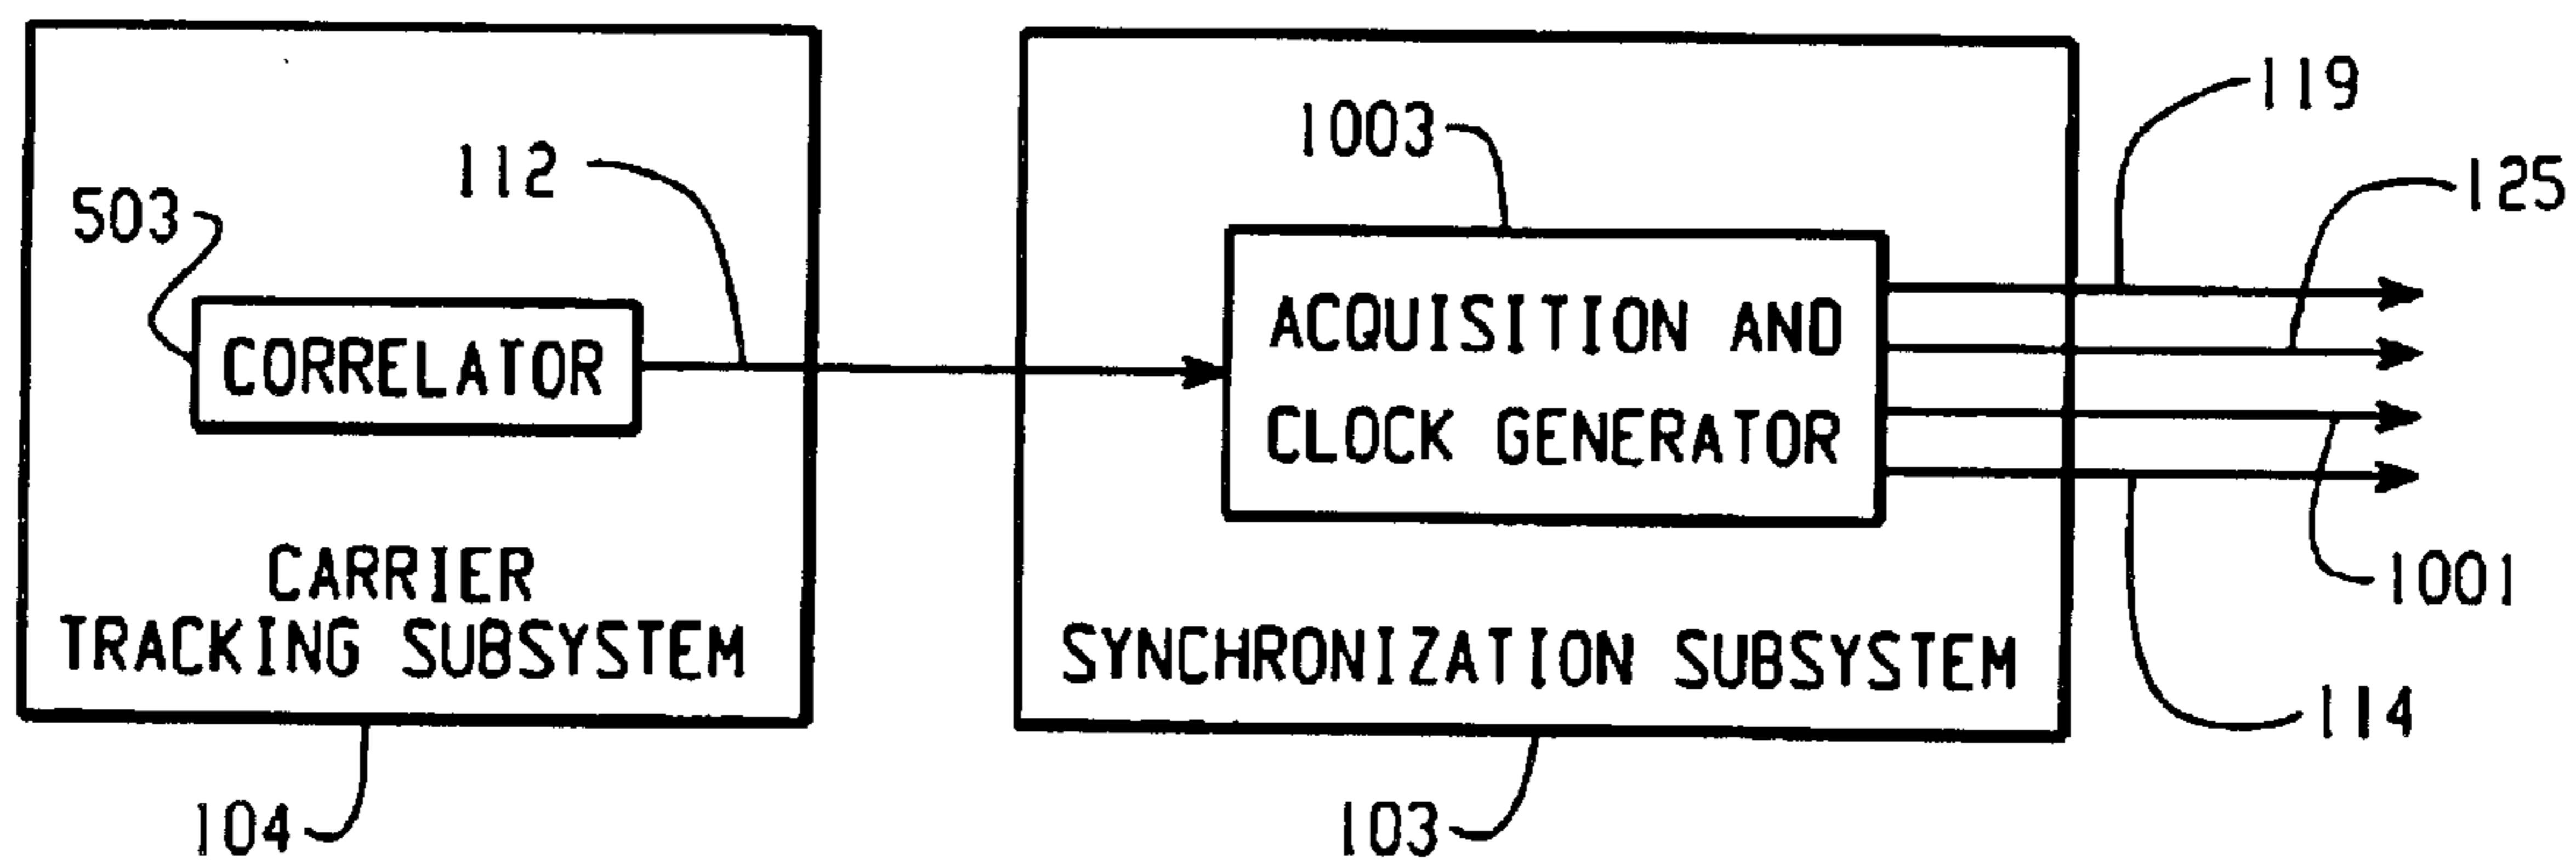 119
1003
125
112
503
ACQUISITION AND
CLOCK GENERATOR
CORRELATOR
CARRIER
TRACKING SUBSYSTEM
SYNCHRONIZATION SUBSYSTEM
1001
114
104
103